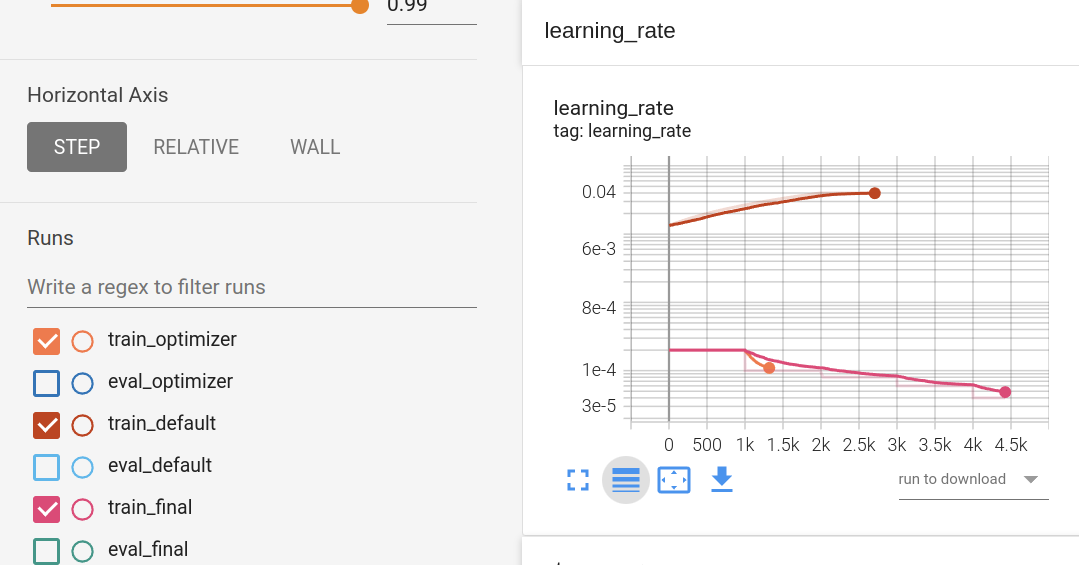 0.99
Horizontal Axis
STEP RELATIVE WALL
Runs
Write a regex to filter runs
train_optimizer
eval_optimizer
train_default
eval_default
train_final
eval_final
learning_rate
learning_rate
tag: learning_rate
0.04
6e-3
8e-4
1e-4
3e-5
0 500 1k 1.5k 2k 2.5k 3k 3.5k 4k 4.5k
run to download